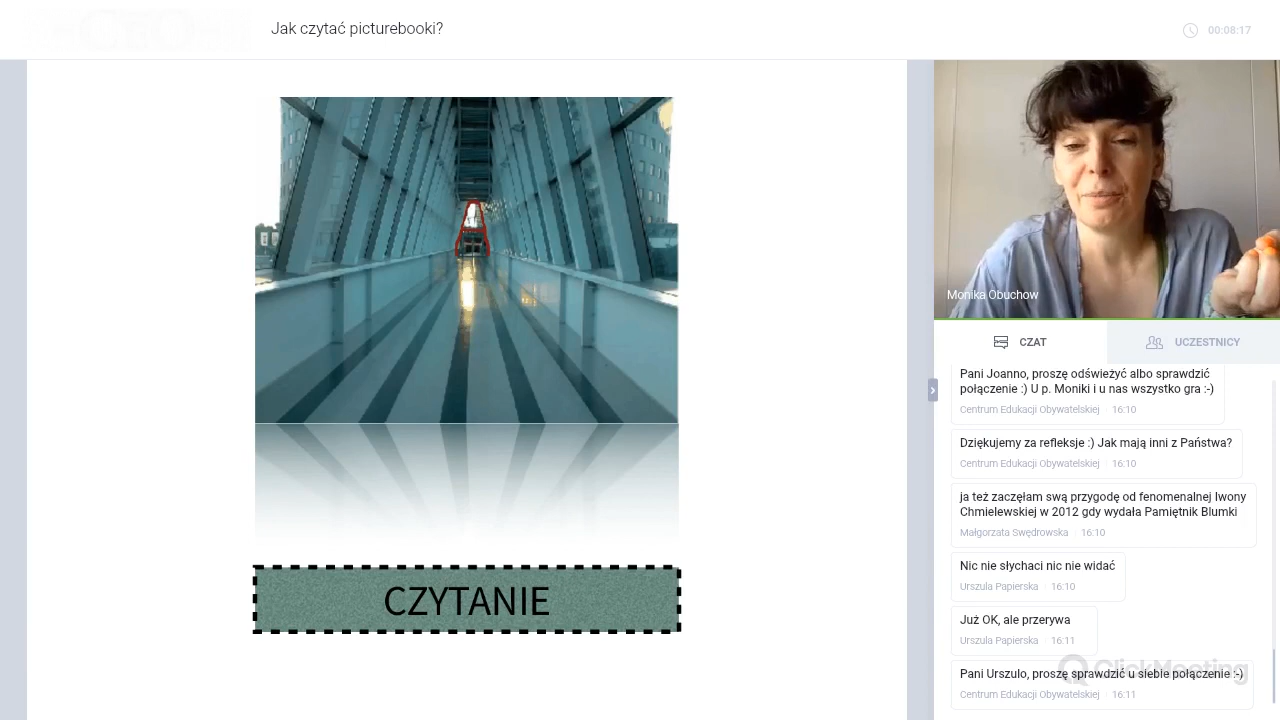 Jak czytać picturebooki?
00:08:17
CZYTANIE
Monika Obuchow
CZAT
UCZESTNICY
Pani Joanno, proszę odświeżyć albo sprawdzić
połączenie :) U p. Moniki i u nas wszystko gra :-)
Centrum Edukacji Obywatelskiej 16:10
Dziękujemy za refleksje :) Jak mają inni z Państwa?
Centrum Edukacji Obywatelskiej 16:10
ja też zaczęłam swą przygodę od fenomenalnej Iwony
Chmielewskiej w 2012 gdy wydała Pamiętnik Blumki
Małgorzata Swędrowska 16:10
Nic nie słychaci nic nie widać
Urszula Papierska 16:10
Już OK, ale przerywa
Urszula Papierska 16:11
Pani Urszulo, proszę sprawdzić u siebie połączenie :-)
Centrum Edukacji Obywatelskiej 16:11
ClickMeeting